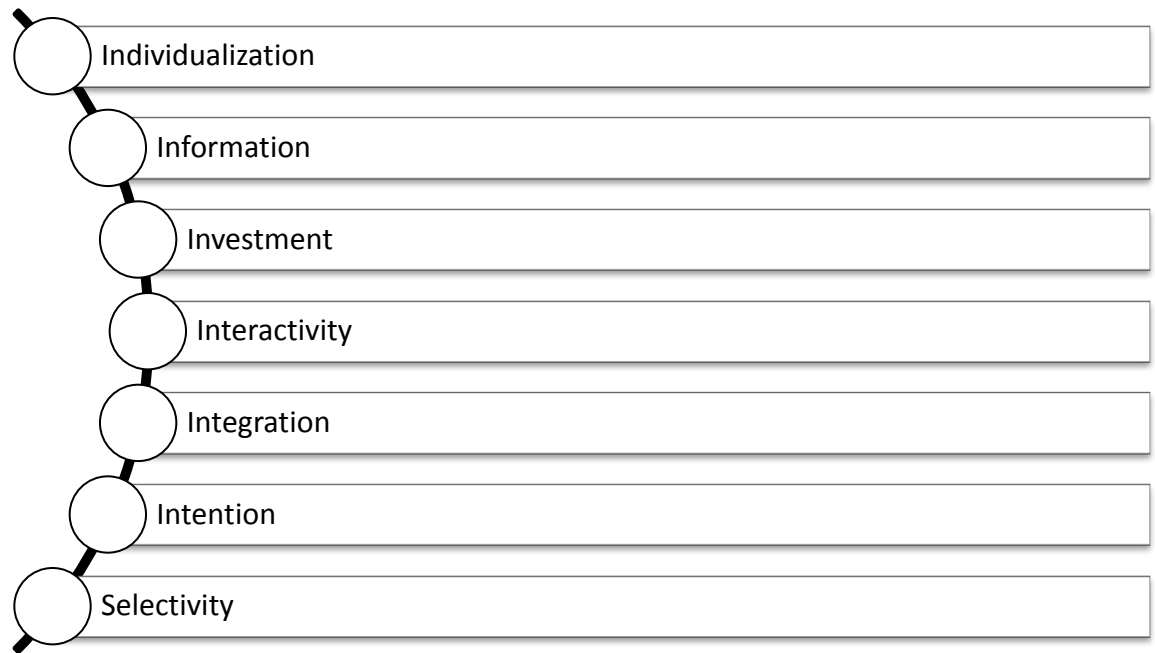 Individualization
Information
Investment
Interactivity
Integration
Intention
Selectivity